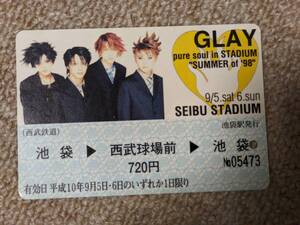 GLAY
pure soul in STADIUM
"SUMMER of '98"
9/5.sat 6.sun
SEIBU STADIUM
(西武鉄道) 池袋駅発行
池袋 ▶ 西武球場前 ▶ 池袋
720円 №05473
有効日 平成10年9月5日・6日のいずれか1日限り